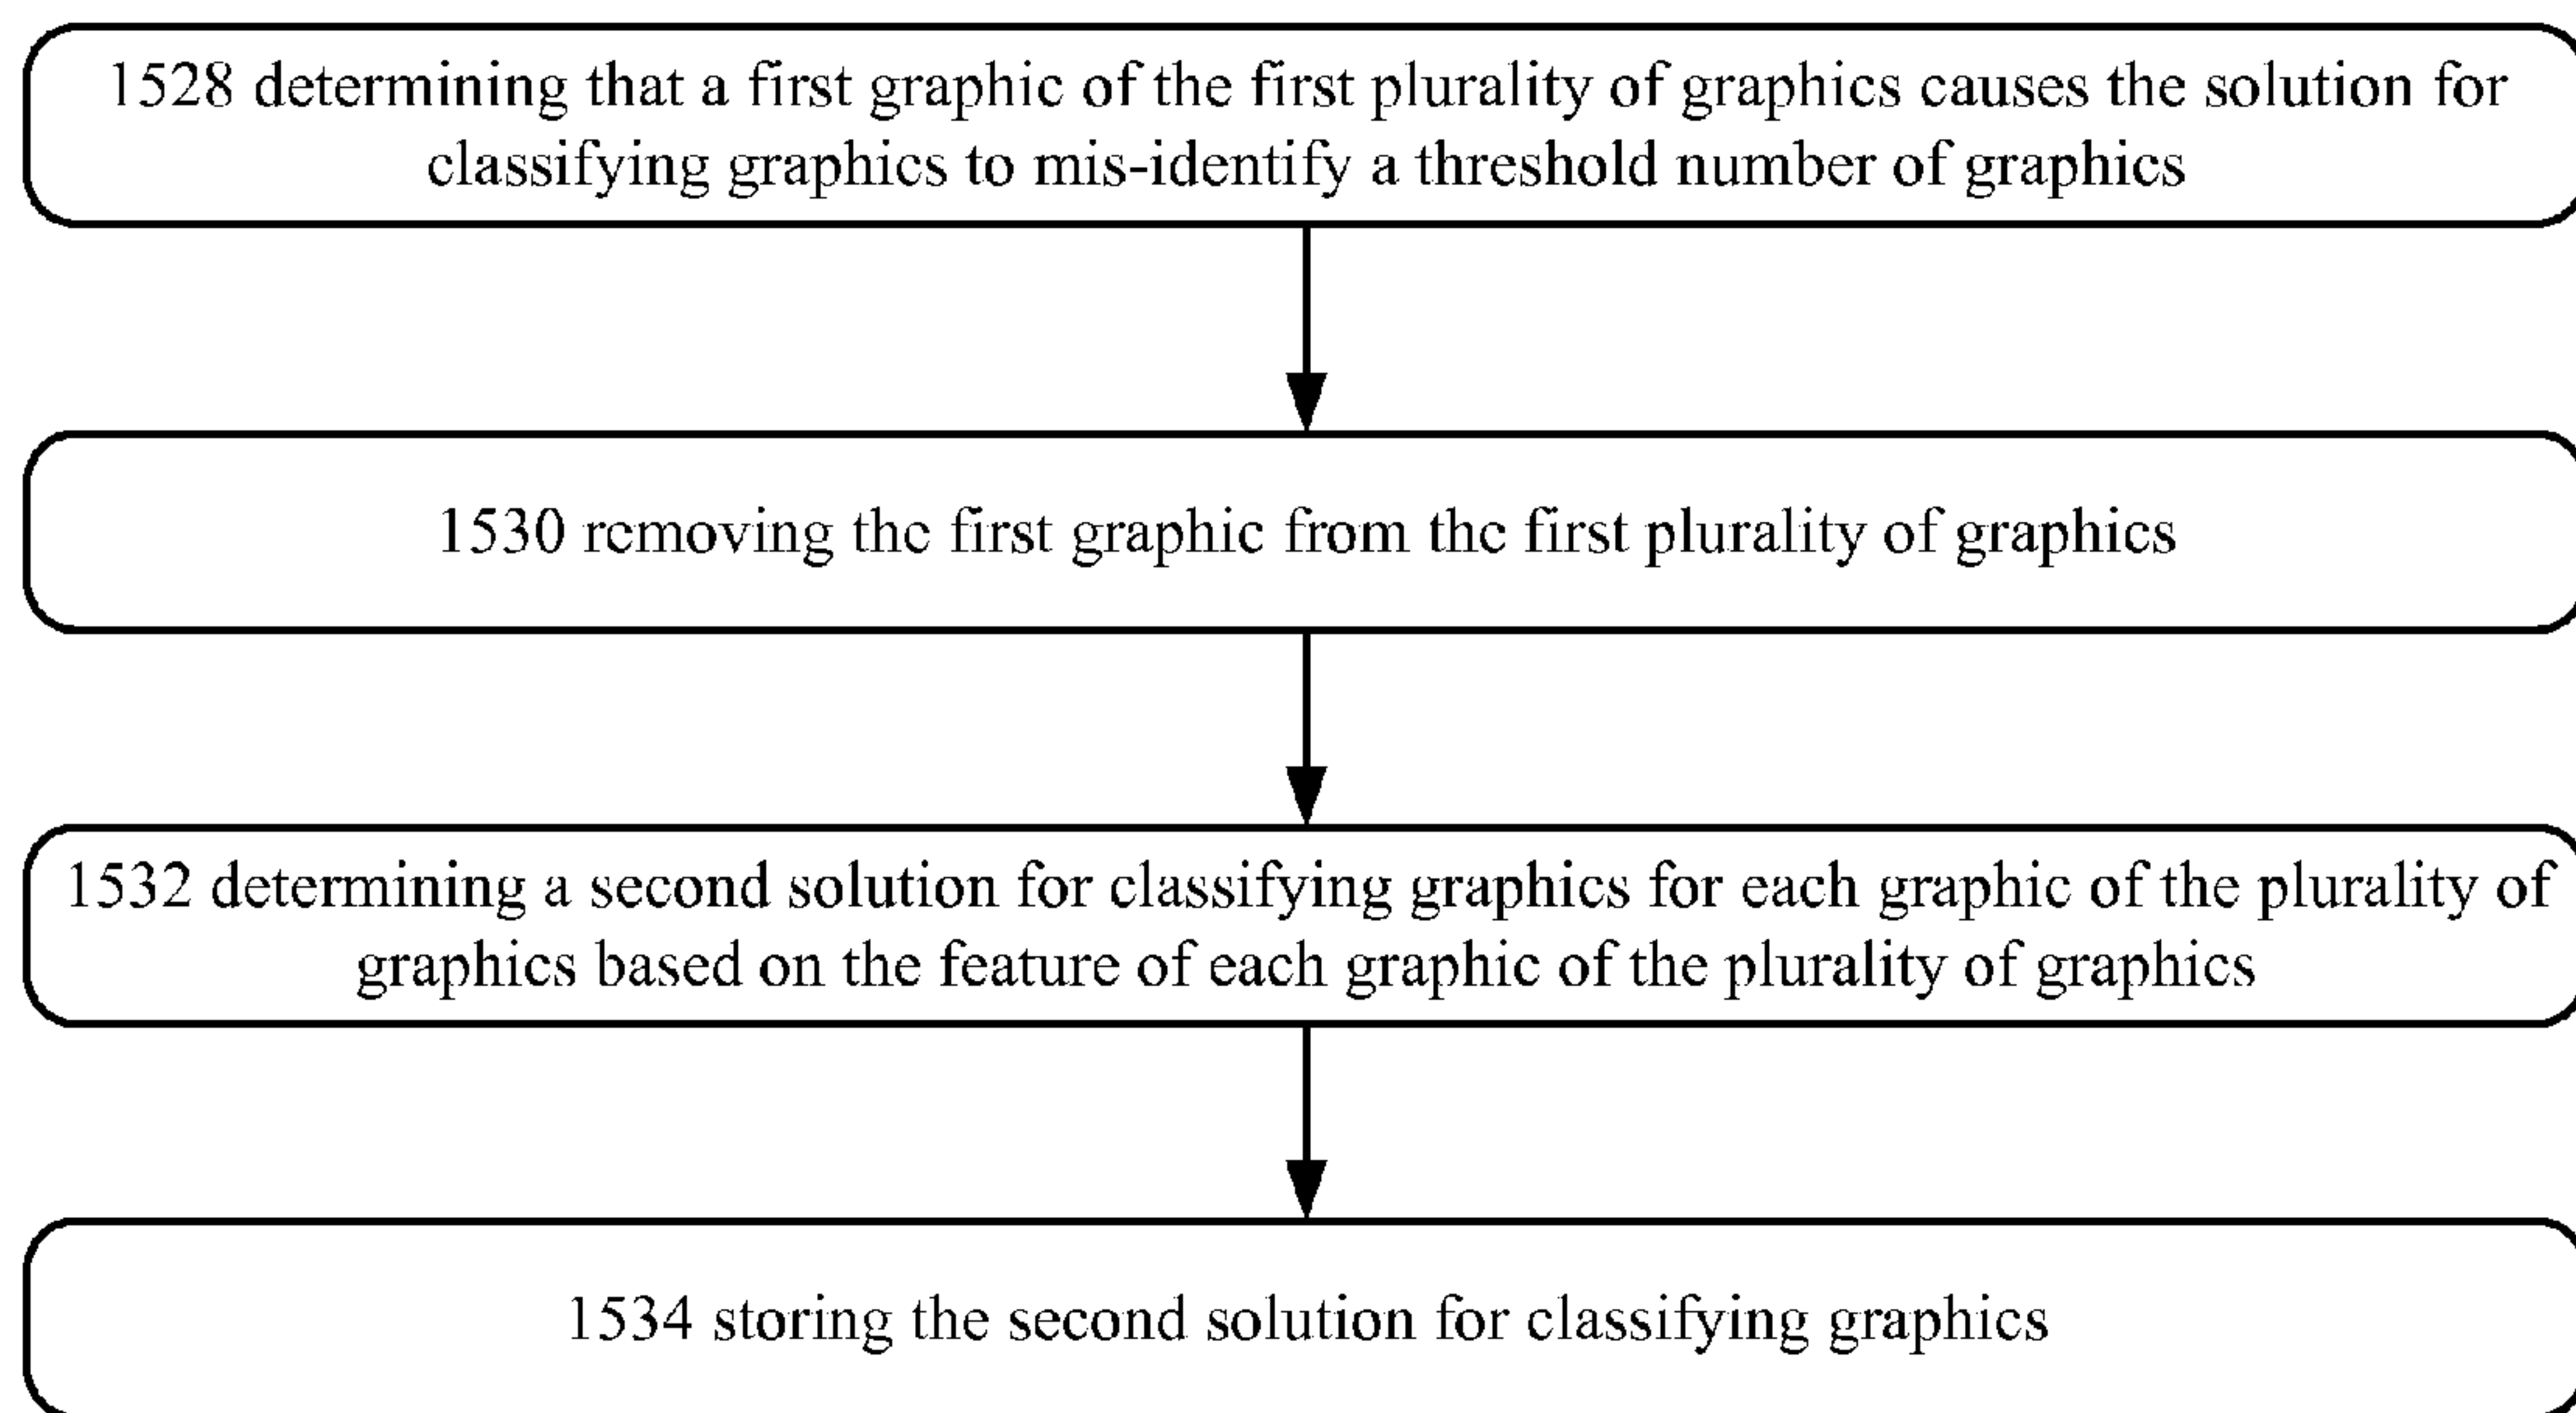 1528 determining that a first graphic of the first plurality of graphics causes the solution for
classifying graphics to mis-identify a threshold number of graphics
1530 removing the first graphic from the first plurality of graphics
1532 determining a second solution for classifying graphics for each graphic of the plurality of
graphics based on the feature of each graphic of the plurality of graphics
1534 storing the second solution for classifying graphics